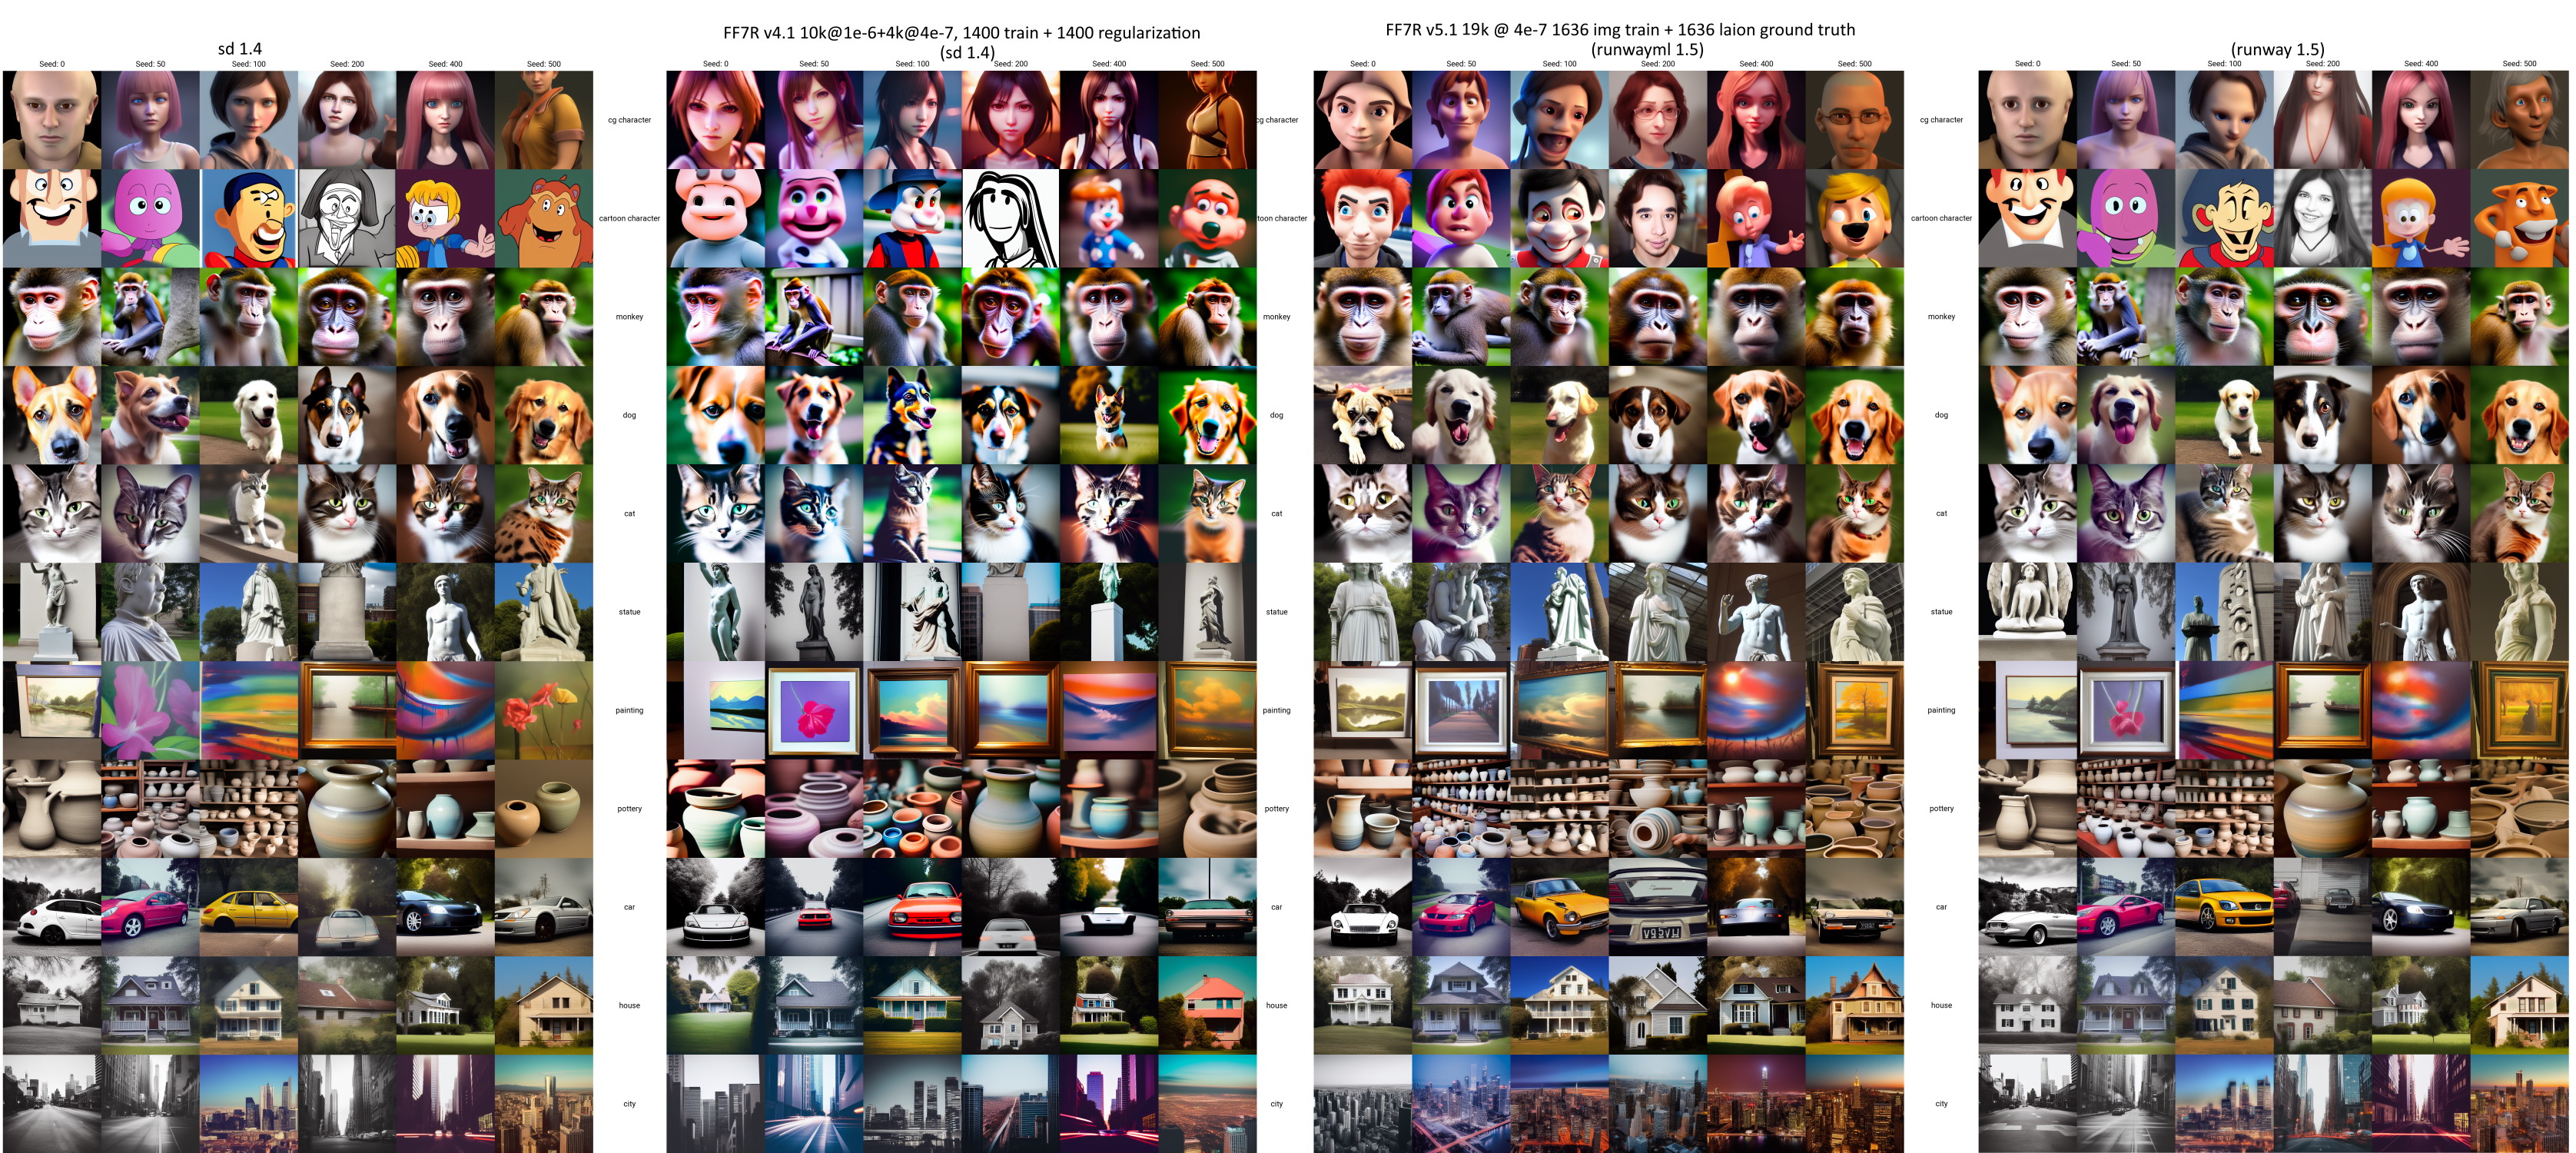 sd 1.4
Seed: 0 Seed: 50 Seed: 100 Seed: 200 Seed: 400 Seed: 500
FF7R v4.1 10k@1e-6+4k@4e-7, 1400 train + 1400 regularization
(sd 1.4)
Seed: 0 Seed: 50 Seed: 100 Seed: 200 Seed: 400 Seed: 500
cg character
cartoon character
monkey
dog
cat
statue
painting
pottery
car
house
city
FF7R v5.1 19k @ 4e-7 1636 img train + 1636 laion ground truth
(runwayml 1.5)
Seed: 0 Seed: 50 Seed: 100 Seed: 200 Seed: 400 Seed: 500
cg character
toon character
monkey
dog
cat
statue
painting
pottery
car
house
city
(runway 1.5)
Seed: 0 Seed: 50 Seed: 100 Seed: 200 Seed: 400 Seed: 500
cg character
cartoon character
monkey
dog
cat
statue
painting
pottery
car
house
city